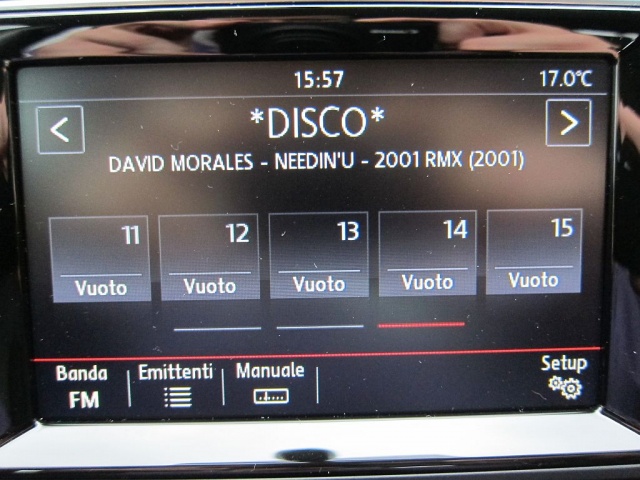 15:57 17.0°C
< *DISCO* >
DAVID MORALES - NEEDIN'U - 2001 RMX (2001)
11 12 13 14 15
Vuoto Vuoto Vuoto Vuoto Vuoto
Banda Emittenti Manuale Setup
FM